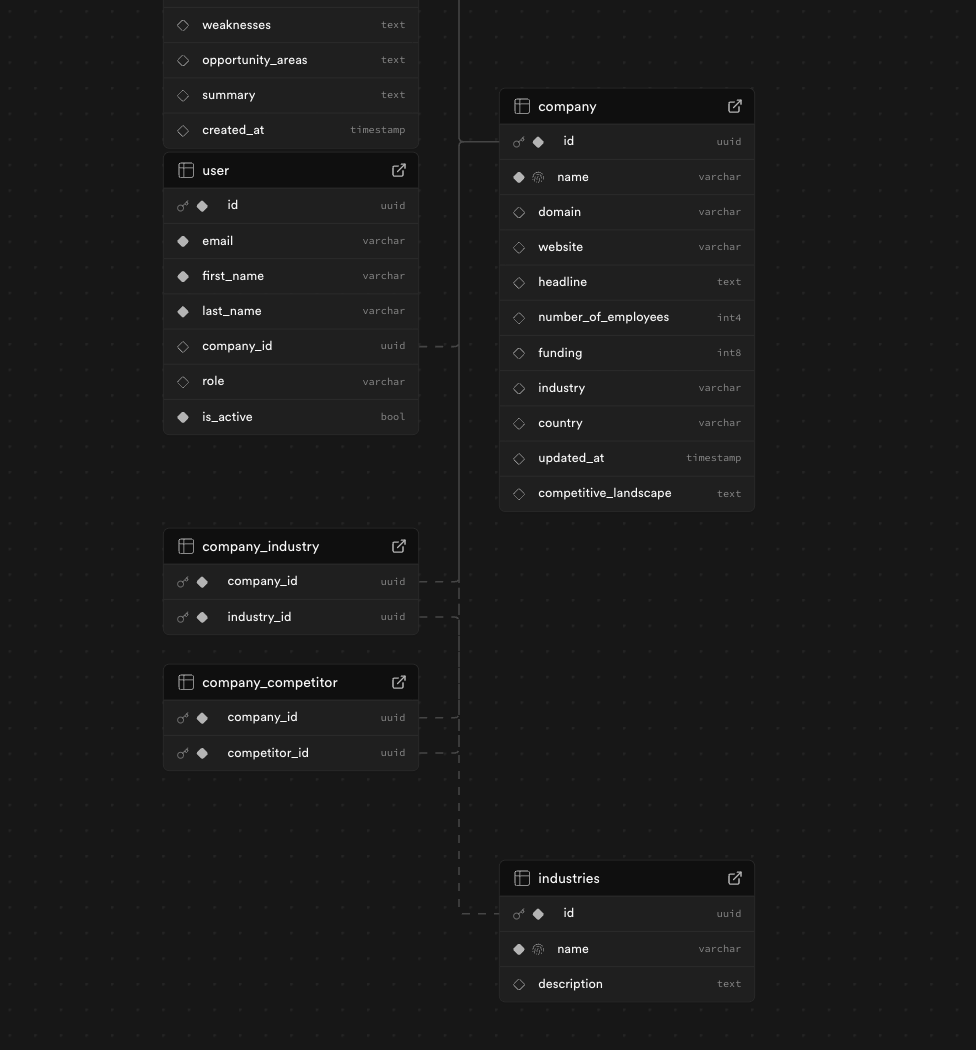 weaknesses text
opportunity_areas text
summary text
created_at timestamp
user
id uuid
email varchar
first_name varchar
last_name varchar
company_id uuid
role varchar
is_active bool
company_industry
company_id uuid
industry_id uuid
company_competitor
company_id uuid
competitor_id uuid
company
id uuid
name varchar
domain varchar
website varchar
headline text
number_of_employees int4
funding int8
industry varchar
country varchar
updated_at timestamp
competitive_landscape text
industries
id uuid
name varchar
description text